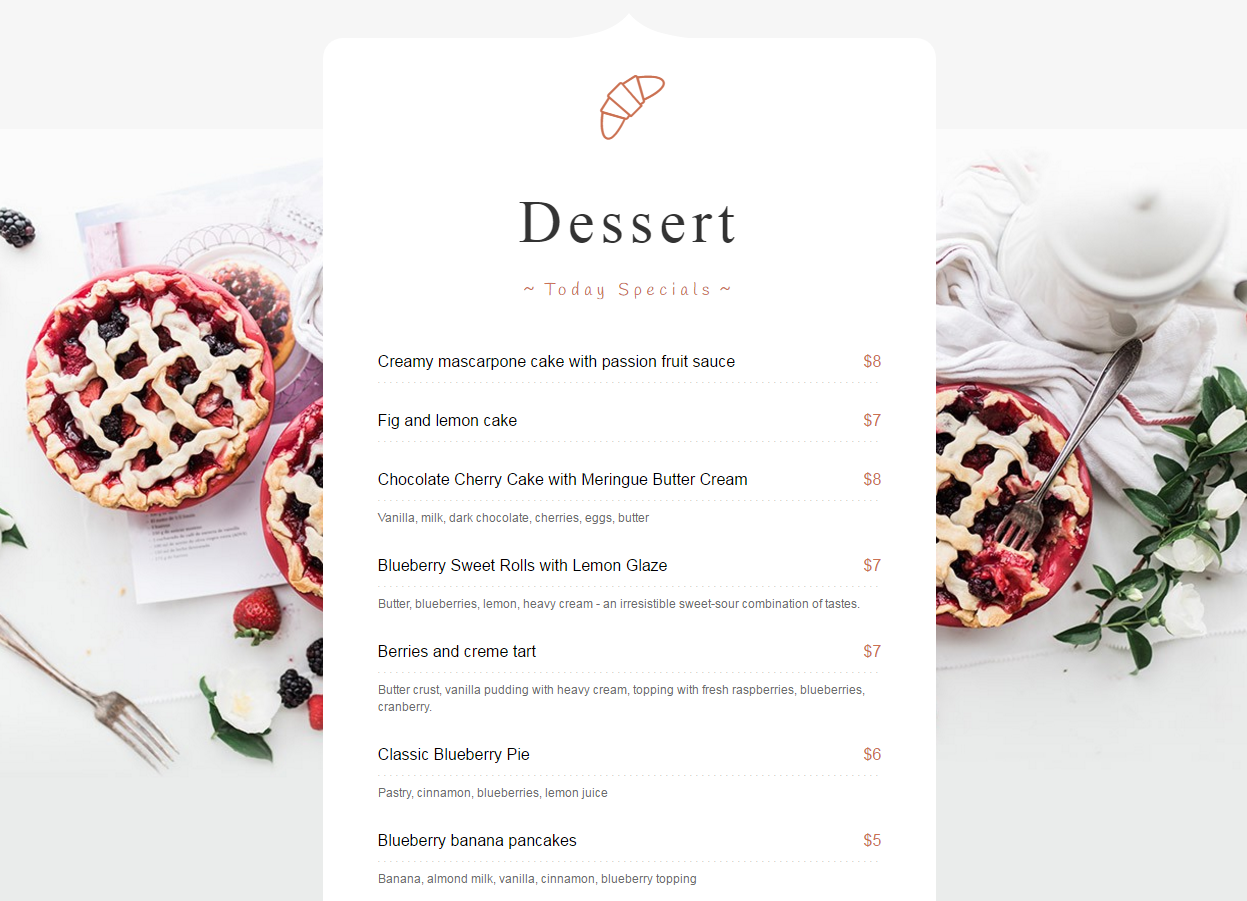 Dessert
~ Today Specials ~
Creamy mascarpone cake with passion fruit sauce $8
Fig and lemon cake $7
Chocolate Cherry Cake with Meringue Butter Cream $8
Vanilla, milk, dark chocolate, cherries, eggs, butter
Blueberry Sweet Rolls with Lemon Glaze $7
Butter, blueberries, lemon, heavy cream - an irresistible sweet-sour combination of tastes.
Berries and creme tart $7
Butter crust, vanilla pudding with heavy cream, topping with fresh raspberries, blueberries,
cranberry.
Classic Blueberry Pie $6
Pastry, cinnamon, blueberries, lemon juice
Blueberry banana pancakes $5
Banana, almond milk, vanilla, cinnamon, blueberry topping